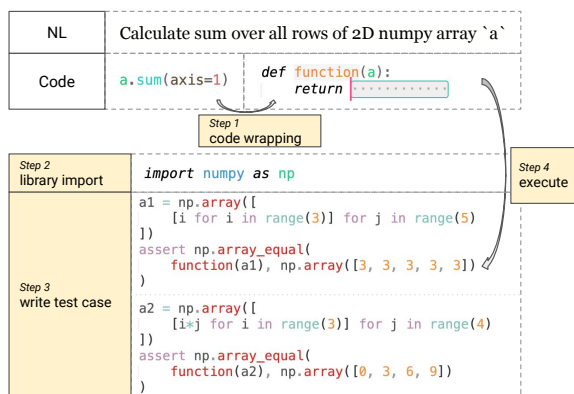 NL
Calculate sum over all rows of 2D numpy array `a`
Code
a.sum(axis=1)
def function(a):
return
Step 1
code wrapping
Step 2
library import
import numpy as np
Step 4
execute
Step 3
write test case
a1 = np.array([
[i for i in range(3)] for j in range(5)
])
assert np.array_equal(
function(a1), np.array([3, 3, 3, 3, 3])
)
a2 = np.array([
[i*j for i in range(3)] for j in range(4)
])
assert np.array_equal(
function(a2), np.array([0, 3, 6, 9])
)